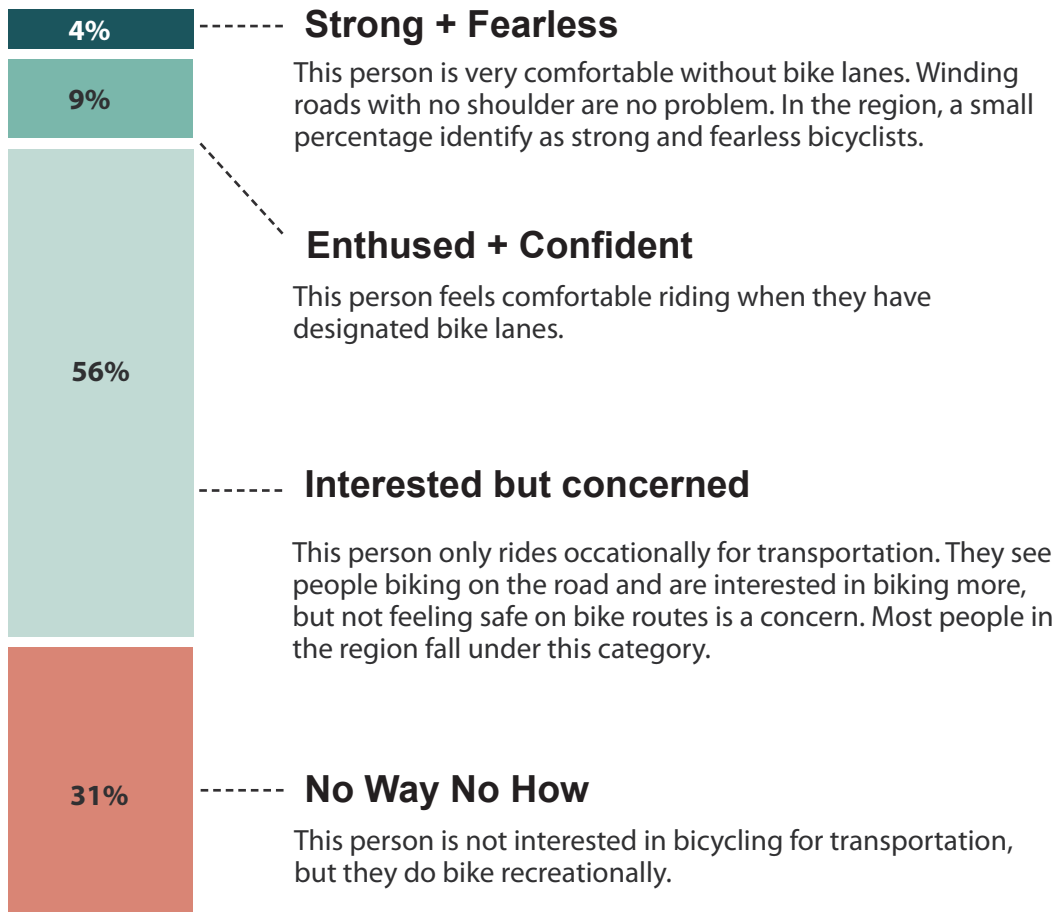 4%
Strong + Fearless
This person is very comfortable without bike lanes. Winding
roads with no shoulder are no problem. In the region, a small
percentage identify as strong and fearless bicyclists.
9%
Enthused + Confident
This person feels comfortable riding when they have
designated bike lanes.
56%
Interested but concerned
This person only rides occationally for transportation. They see
people biking on the road and are interested in biking more,
but not feeling safe on bike routes is a concern. Most people in
the region fall under this category.
31%
No Way No How
This person is not interested in bicycling for transportation,
but they do bike recreationally.